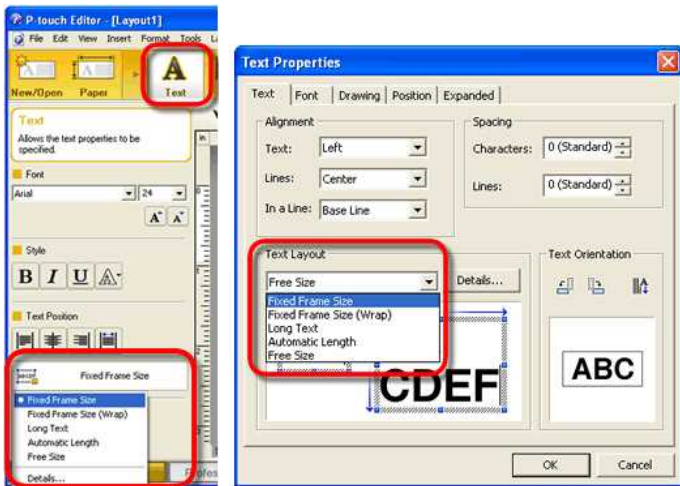 P-touch Editor - [Layout1]
File Edit View Insert Format Tools
New/Open Paper Text
Text
Allows the text properties to be
specified.
Font
Arial 24
A A
Style
B I U A
Text Position
Fixed Frame Size
Fixed Frame Size
Fixed Frame Size (Wrap)
Long Text
Automatic Length
Free Size
Details...
Text Properties
Text Font Drawing Position Expanded
Alignment
Text: Left
Lines: Center
In a Line: Base Line
Spacing
Characters: 0 (Standard)
Lines: 0 (Standard)
Text Layout
Free Size Details...
Fixed Frame Size
Fixed Frame Size (Wrap)
Long Text
Automatic Length
Free Size
CDEF
Text Orientation
ABC
OK Cancel